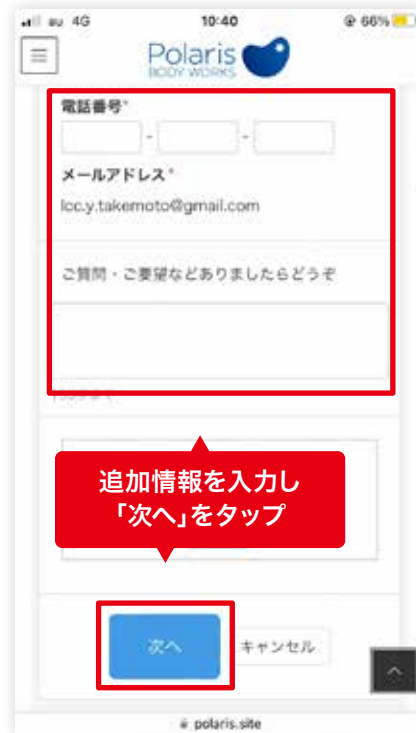 au 4G 10:40 66%
Polaris
BODY WORKS
電話番号*
- -
メールアドレス*
lcc.y.takemoto@gmail.com
ご質問・ご要望などありましたらどうぞ
追加情報を入力し
「次へ」をタップ
次へ キャンセル
polaris.site